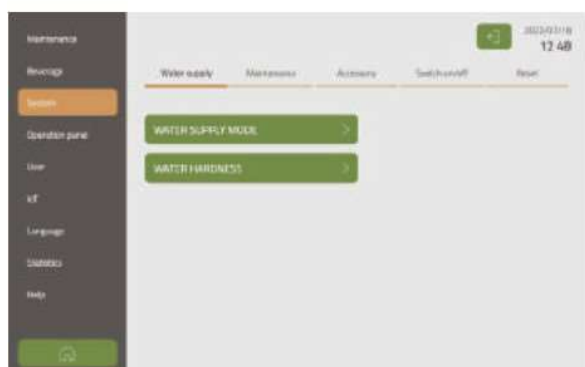 Maintenance
Beverage
System
Operation panel
User
IoT
Language
Statistics
Help
12 48
Water supply
Maintenance
Accessory
Switch on/off
Reset
WATER SUPPLY MODE
WATER HARDNESS